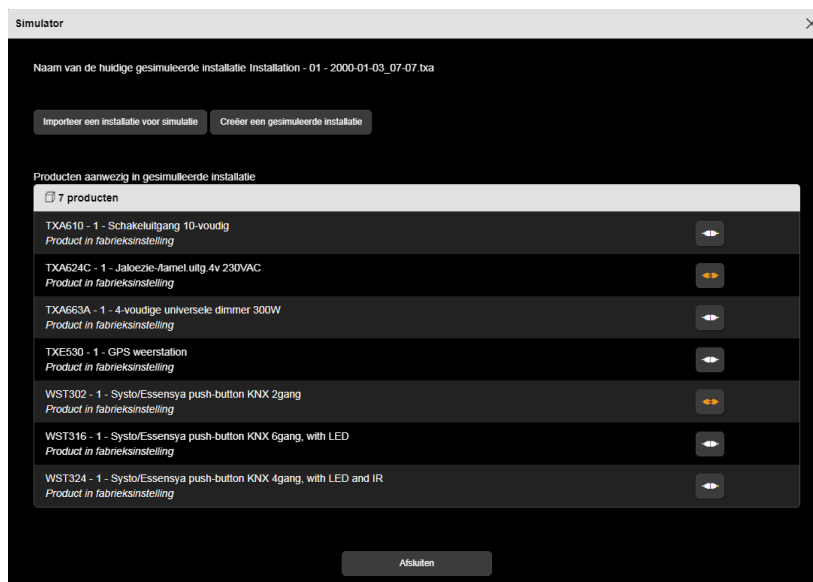 Simulator
Naam van de huidige gesimuleerde installatie Installation - 01 - 2000-01-03_07-07.txa
Importeer een installatie voor simulatie
Creëer een gesimuleerde installatie
Producten aanwezig in gesimulleerde installatie
7 producten
TXA610 - 1 - Schakeluitgang 10-voudig
Product in fabrieksinstelling
TXA624C - 1 - Jaloezie-/lamel.uitg.4v 230VAC
Product in fabrieksinstelling
TXA663A - 1 - 4-voudige universele dimmer 300W
Product in fabrieksinstelling
TXE530 - 1 - GPS weerstation
Product in fabrieksinstelling
WST302 - 1 - Systo/Essensya push-button KNX 2gang
Product in fabrieksinstelling
WST316 - 1 - Systo/Essensya push-button KNX 6gang, with LED
Product in fabrieksinstelling
WST324 - 1 - Systo/Essensya push-button KNX 4gang, with LED and IR
Product in fabrieksinstelling
Afsluiten